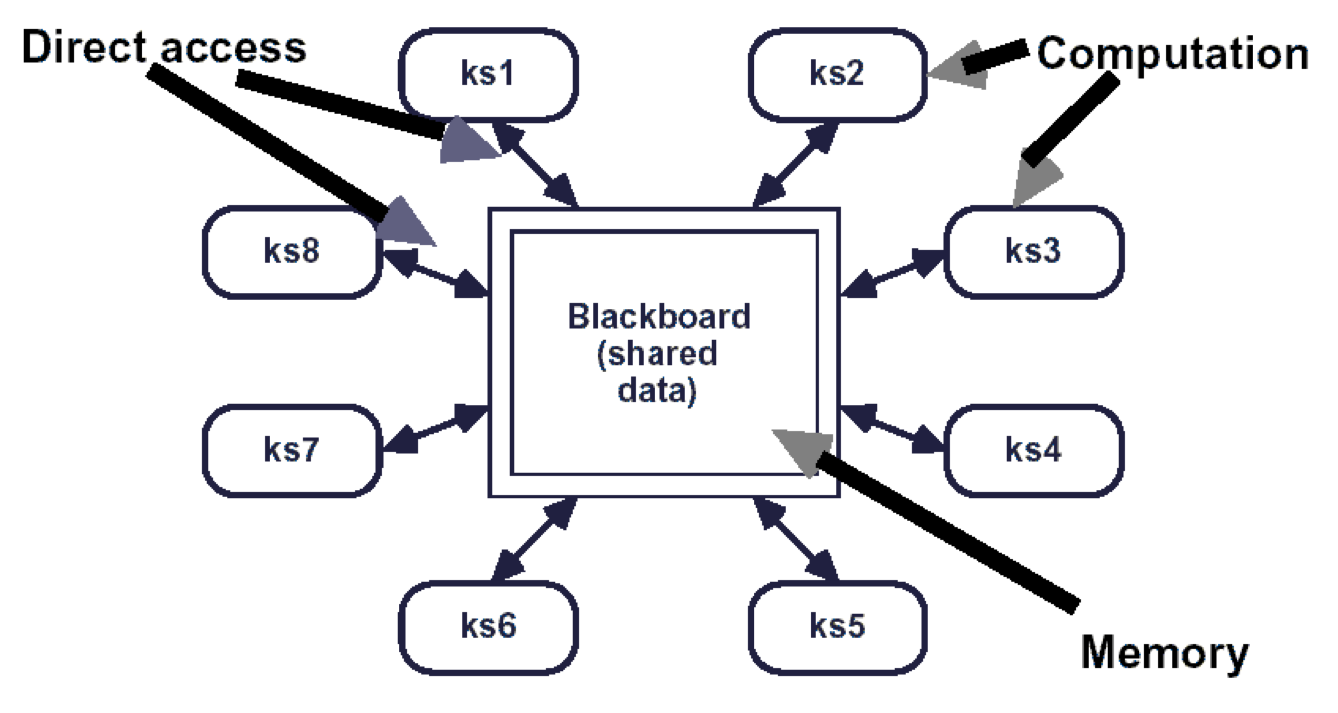 Direct access
ks1
ks2
Computation
ks8
ks3
Blackboard
(shared
data)
ks7
ks4
ks6
ks5
Memory